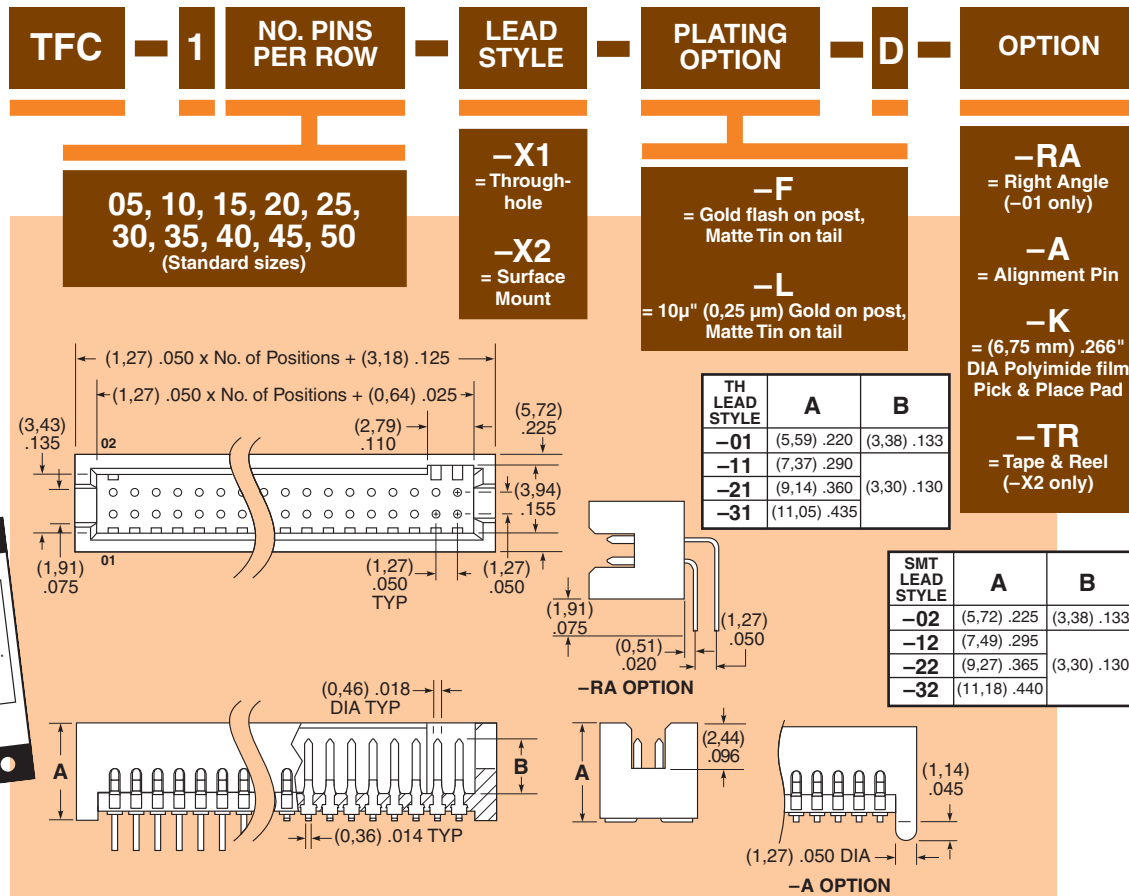 TFC – 1 NO. PINS PER ROW – LEAD STYLE – PLATING OPTION – D – OPTION
05, 10, 15, 20, 25,
30, 35, 40, 45, 50
(Standard sizes)
–X1
= Through-
hole
–X2
= Surface
Mount
–F
= Gold flash on post,
Matte Tin on tail
–L
= 10µ" (0,25 µm) Gold on post,
Matte Tin on tail
–RA
= Right Angle
(–01 only)
–A
= Alignment Pin
–K
= (6,75 mm) .266"
DIA Polyimide film
Pick & Place Pad
–TR
= Tape & Reel
(–X2 only)
(1,27) .050 x No. of Positions + (3,18) .125
(1,27) .050 x No. of Positions + (0,64) .025
(3,43)
.135
02
(2,79)
.110
(5,72)
.225
(3,94)
.155
01
(1,91)
.075
(1,27)
.050
TYP
(1,27)
.050
TH LEAD STYLE A B
–01 (5,59) .220 (3,38) .133
–11 (7,37) .290
–21 (9,14) .360 (3,30) .130
–31 (11,05) .435
(1,91)
.075
(0,51)
.020
(1,27)
.050
–RA OPTION
SMT LEAD STYLE A B
–02 (5,72) .225 (3,38) .133
–12 (7,49) .295
–22 (9,27) .365 (3,30) .130
–32 (11,18) .440
(0,46) .018
DIA TYP
A
B
(0,36) .014 TYP
A
(2,44)
.096
(1,14)
.045
(1,27) .050 DIA
–A OPTION